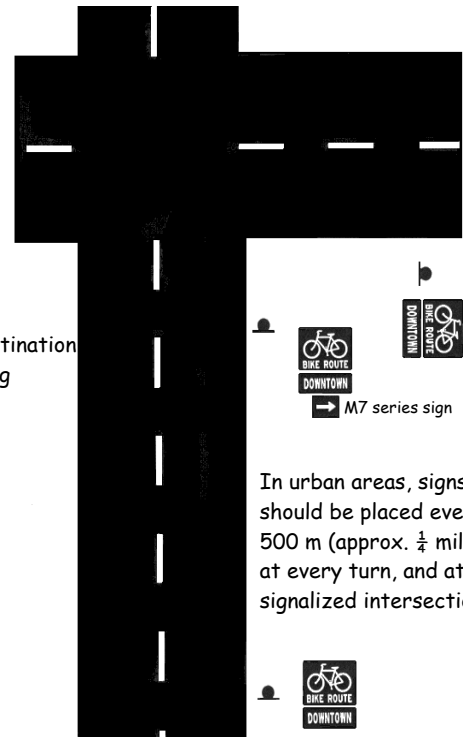 tination
g
DOWNTOWN
BIKE ROUTE
BIKE ROUTE
DOWNTOWN
M7 series sign
In urban areas, signs
should be placed eve
500 m (approx. ¼ mil
at every turn, and at
signalized intersectio
BIKE ROUTE
DOWNTOWN